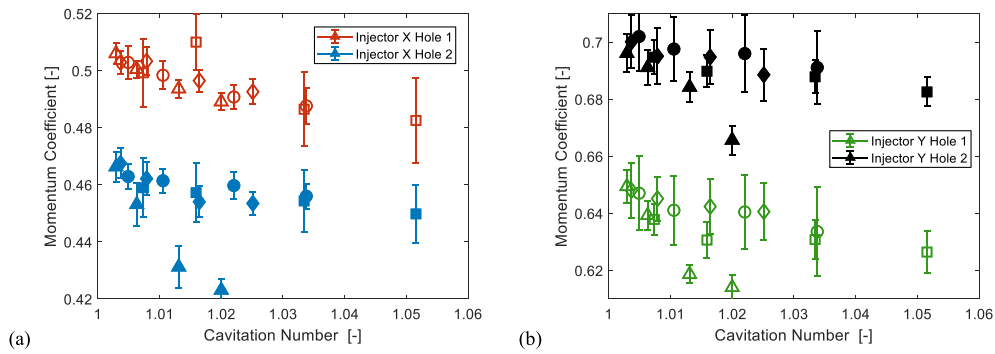 0.52
0.5
0.48
0.46
0.44
0.42
Momentum Coefficient [-]
Injector X Hole 1
Injector X Hole 2
1 1.01 1.02 1.03 1.04 1.05 1.06
Cavitation Number [-]
(a)
0.7
0.68
0.66
0.64
0.62
Momentum Coefficient [-]
Injector Y Hole 1
Injector Y Hole 2
1 1.01 1.02 1.03 1.04 1.05 1.06
Cavitation Number [-]
(b)